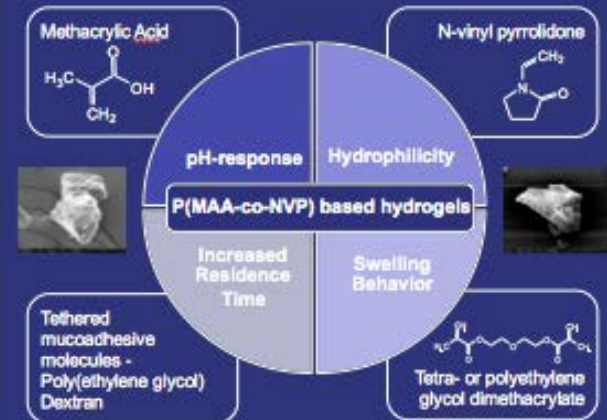 Methacrylic Acid
O
H₃C
OH
CH₂
N-vinyl pyrrolidone
CH₂
N
O
pH-response
Hydrophilicity
P(MAA-co-NVP) based hydrogels
Increased
Residence
Time
Swelling
Behavior
Tethered
mucoadhesive
molecules -
Poly(ethylene glycol)
Dextran
Tetra- or polyethylene
glycol dimethacrylate